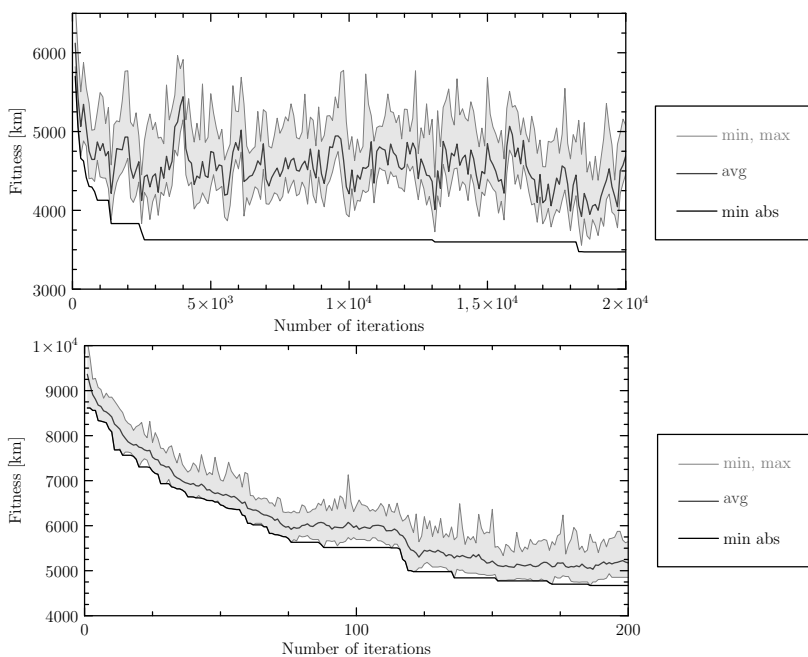 6000
5000
4000
3000
Fitness [km]
0 5×10³ 1×10⁴ 1,5×10⁴ 2×10⁴
Number of iterations
min, max
avg
min abs
1×10⁴
9000
8000
7000
6000
5000
4000
Fitness [km]
0 100 200
Number of iterations
min, max
avg
min abs